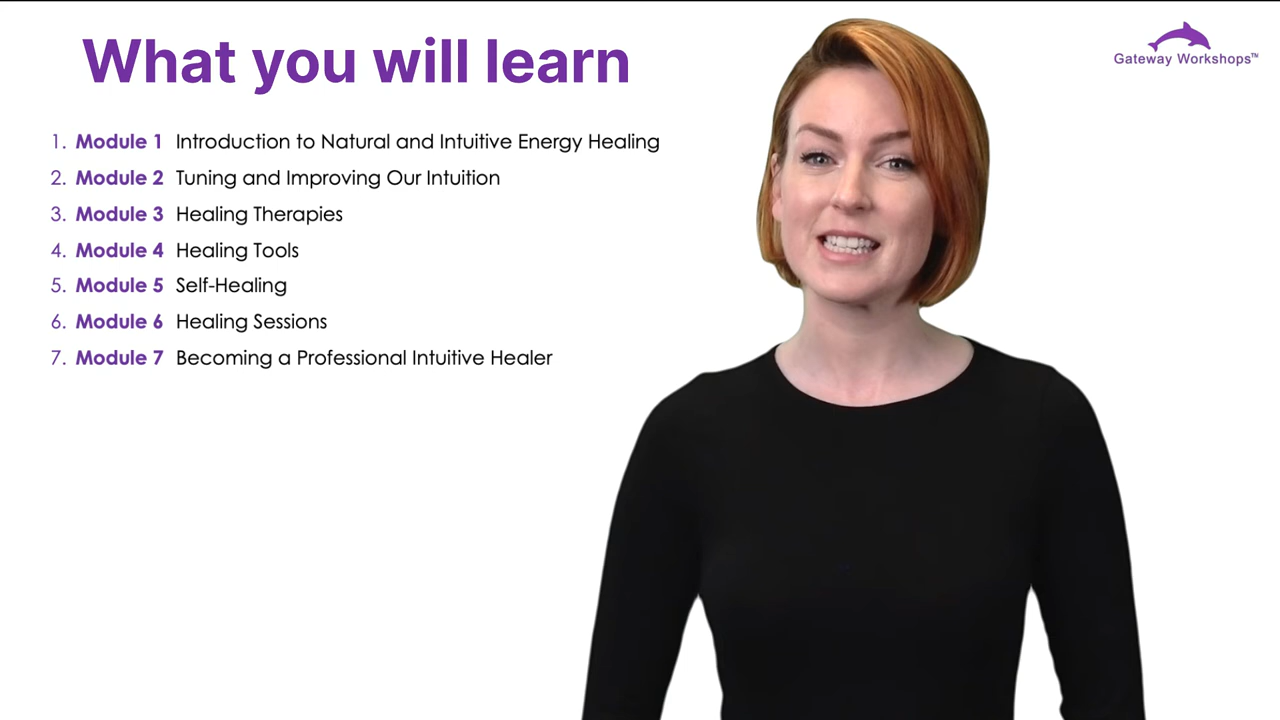 What you will learn
Gateway Workshops™
1. Module 1 Introduction to Natural and Intuitive Energy Healing
2. Module 2 Tuning and Improving Our Intuition
3. Module 3 Healing Therapies
4. Module 4 Healing Tools
5. Module 5 Self-Healing
6. Module 6 Healing Sessions
7. Module 7 Becoming a Professional Intuitive Healer